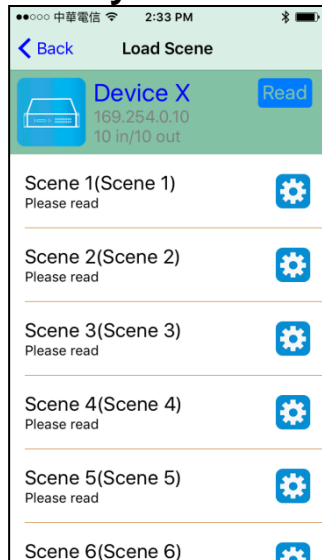 中華電信 2:33 PM
Back Load Scene
Device X Read
169.254.0.10
10 in/10 out
Scene 1(Scene 1)
Please read
Scene 2(Scene 2)
Please read
Scene 3(Scene 3)
Please read
Scene 4(Scene 4)
Please read
Scene 5(Scene 5)
Please read
Scene 6(Scene 6)